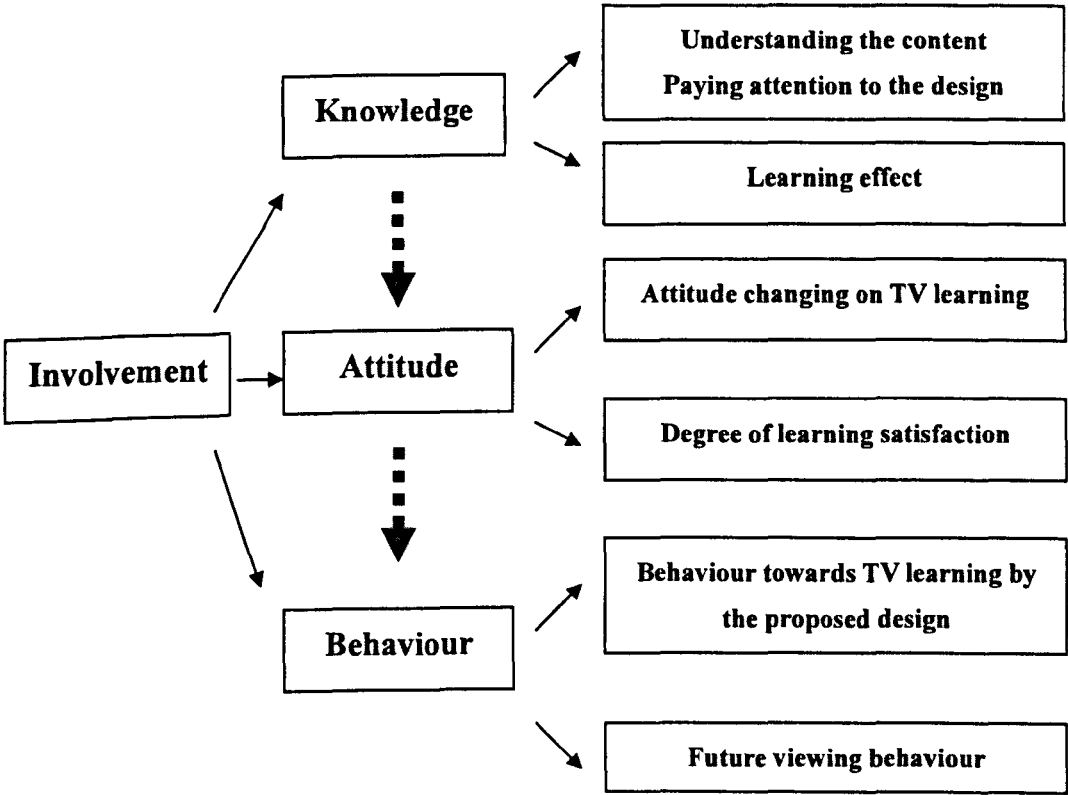 Understanding the content
Paying attention to the design
Knowledge
Learning effect
Attitude changing on TV learning
Involvement
Attitude
Degree of learning satisfaction
Behaviour towards TV learning by
the proposed design
Behaviour
Future viewing behaviour